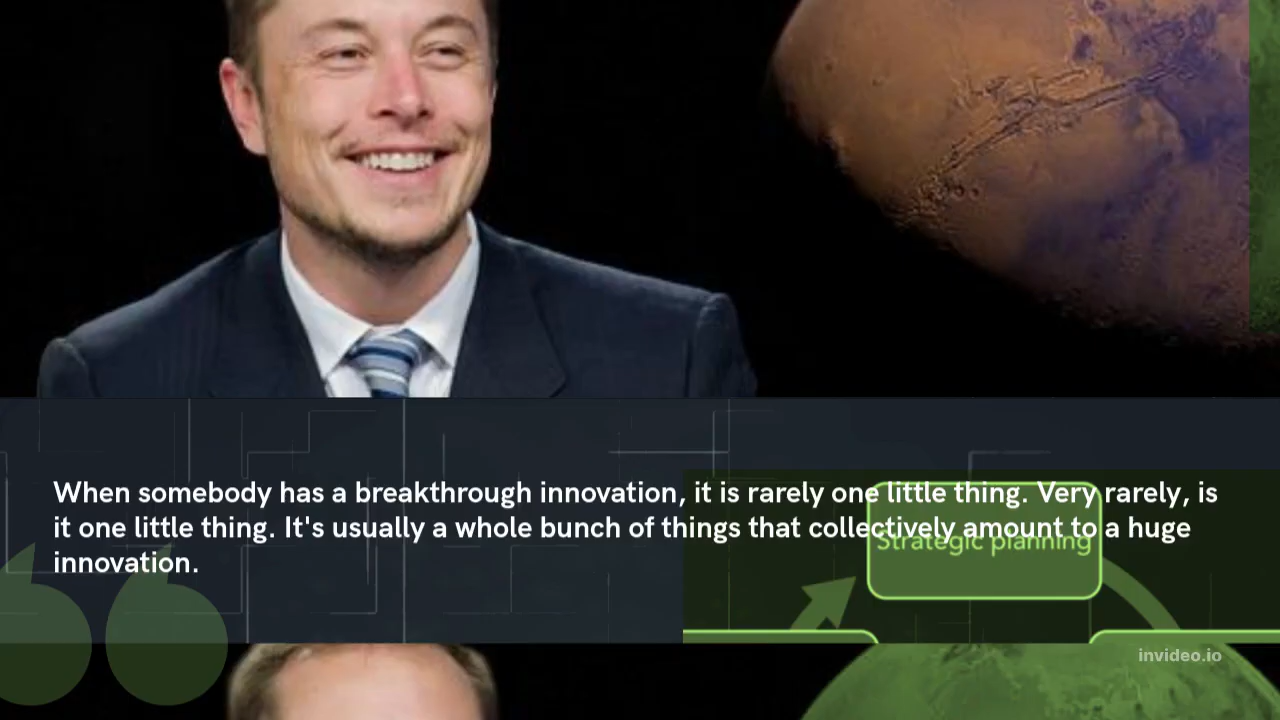 When somebody has a breakthrough innovation, it is rarely one little thing. Very rarely, is
it one little thing. It's usually a whole bunch of things that collectively amount to a huge
innovation.
Strategic planning
invideo.io